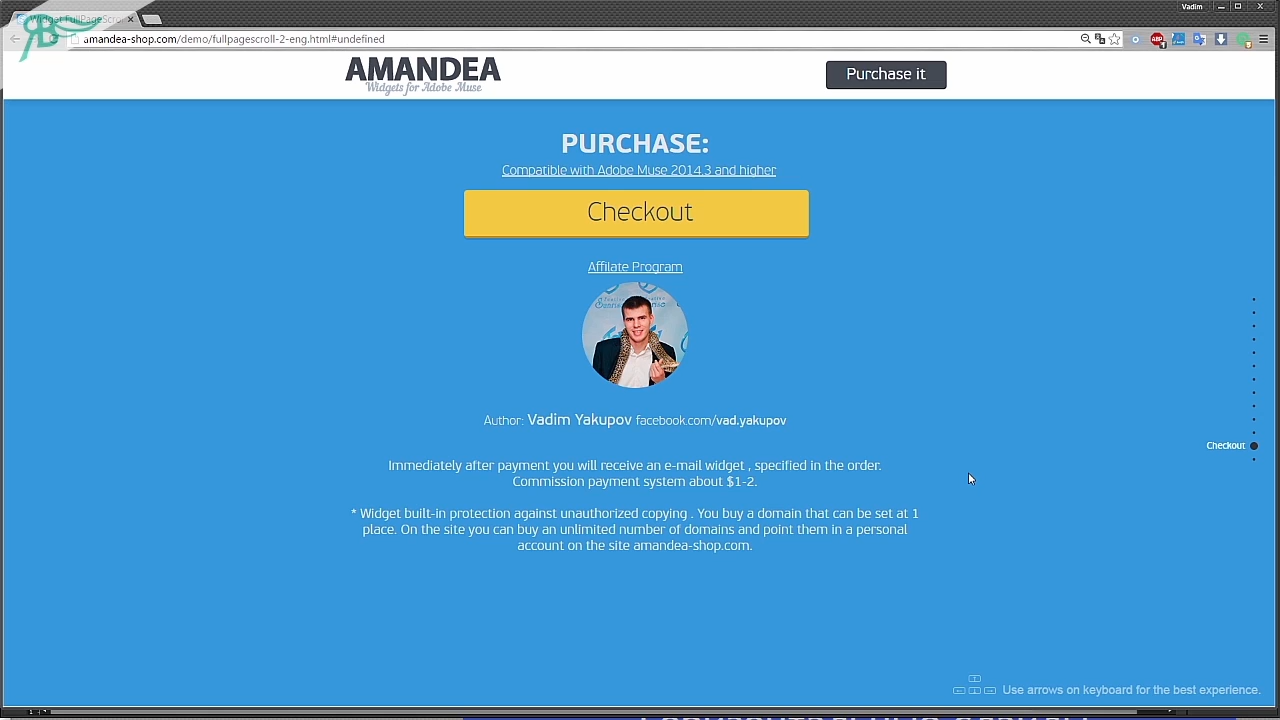 Vadim
Widget FullPageScro
amandea-shop.com/demo/fullpagescroll-2-eng.html#undefined
AMANDEA
Widgets for Adobe Muse
Purchase it
PURCHASE:
Compatible with Adobe Muse 2014.3 and higher
Checkout
Affilate Program
Author: Vadim Yakupov facebook.com/vad.yakupov
Checkout
Immediately after payment you will receive an e-mail widget , specified in the order.
Commission payment system about $1-2.
* Widget built-in protection against unauthorized copying . You buy a domain that can be set at 1
place. On the site you can buy an unlimited number of domains and point them in a personal
account on the site amandea-shop.com.
Use arrows on keyboard for the best experience.